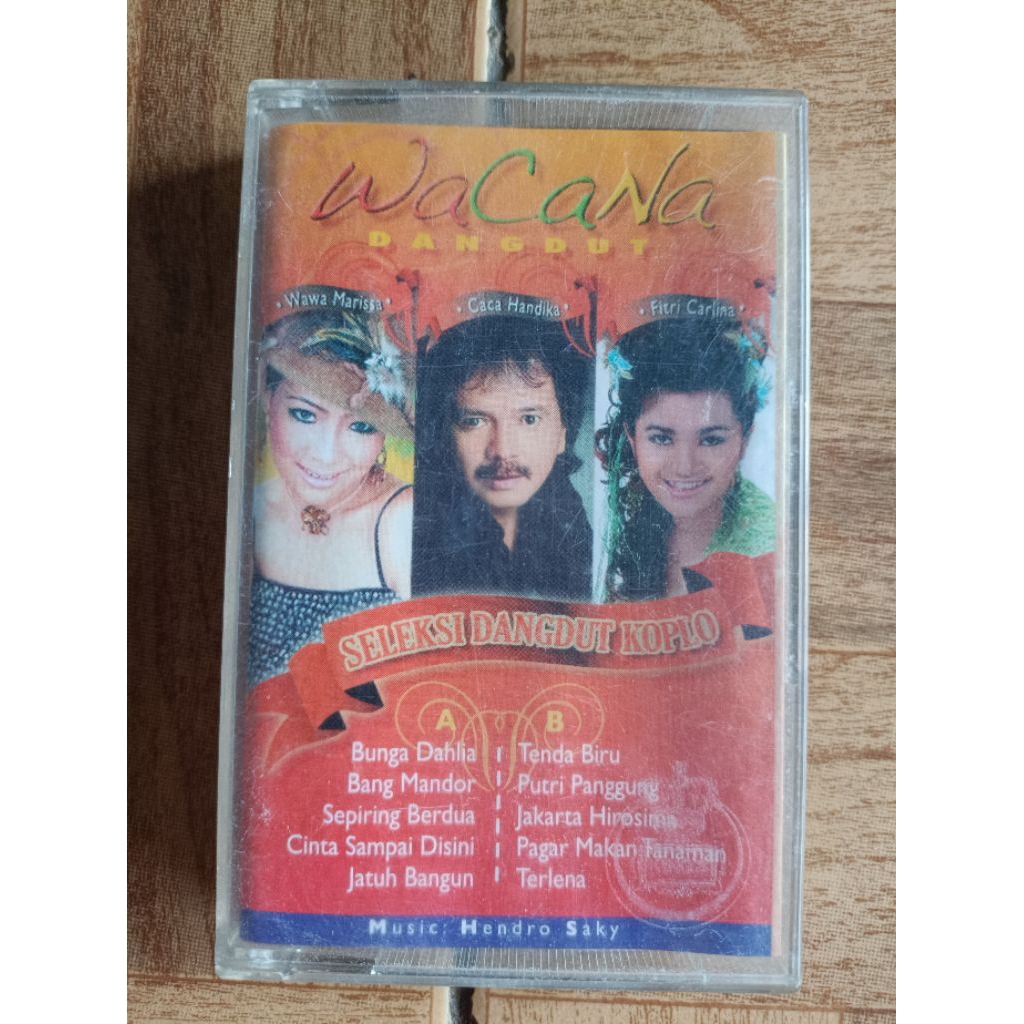 WaCaNa
DANGDUT
• Wawa Marissa •
• Caca Handika •
• Fitri Carlina •
SELEKSI DANGDUT KOPLO
A
Bunga Dahlia
Bang Mandor
Sepiring Berdua
Cinta Sampai Disini
Jatuh Bangun
B
Tenda Biru
Putri Panggung
Jakarta Hirosima
Pagar Makan Tanaman
Terlena
Music: Hendro Saky